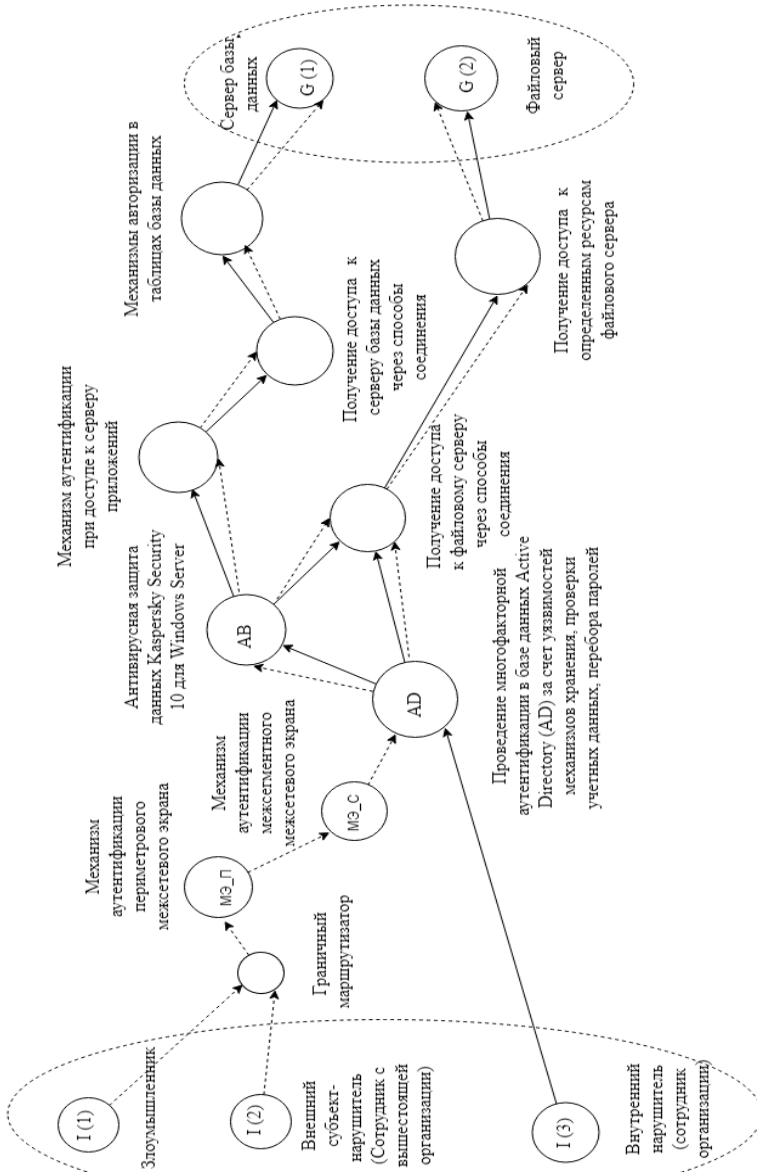 I (1)
Злоумышленник
I (2)
Внешний
субъект-
нарушитель
(Сотрудник с
вышестоящей
организации)
I (3)
Внутренний
нарушитель
(сотрудник
организации)
Граничный
маршрутизатор
Механизм
аутентификации
периметрового
межсетевого экрана
МЭ_П
Механизм
аутентификации
межсегментного
межсетевого экрана
МЭ_С
AD
Проведение многофакторной
аутентификации в базе данных Active
Directory (AD) за счет уязвимостей
механизмов хранения, проверки
учетных данных, перебора паролей
Антивирусная защита
данных Kaspersky Security
10 для Windows Server
АВ
Получение доступа
к файловому серверу
через способы
соединения
Механизм аутентификации
при доступе к серверу
приложений
Получение доступа к
серверу базы данных
через способы
соединения
Механизмы авторизации в
таблицах базы данных
Получение доступа к
определенным ресурсам
файлового сервера
Сервер базы
данных
G (1)
G (2)
Файловый
сервер